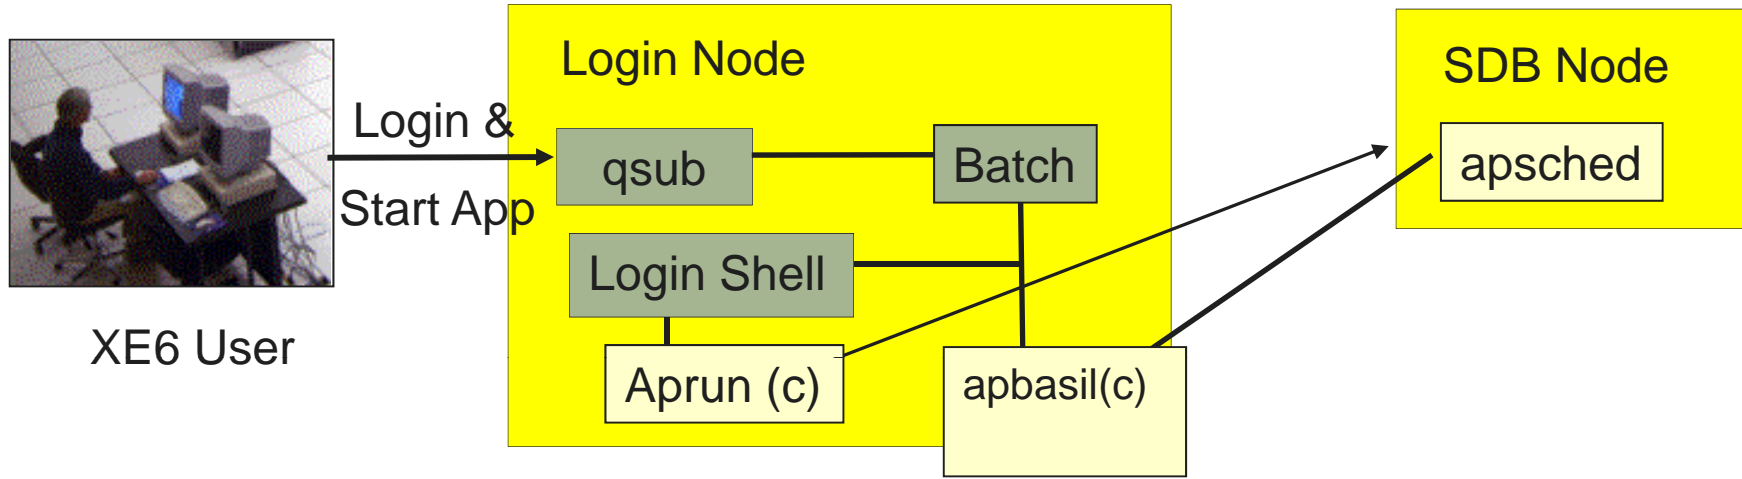 Login Node
SDB Node
Login &
Start App
qsub
Batch
apsched
Login Shell
XE6 User
Aprun (c)
apbasil(c)